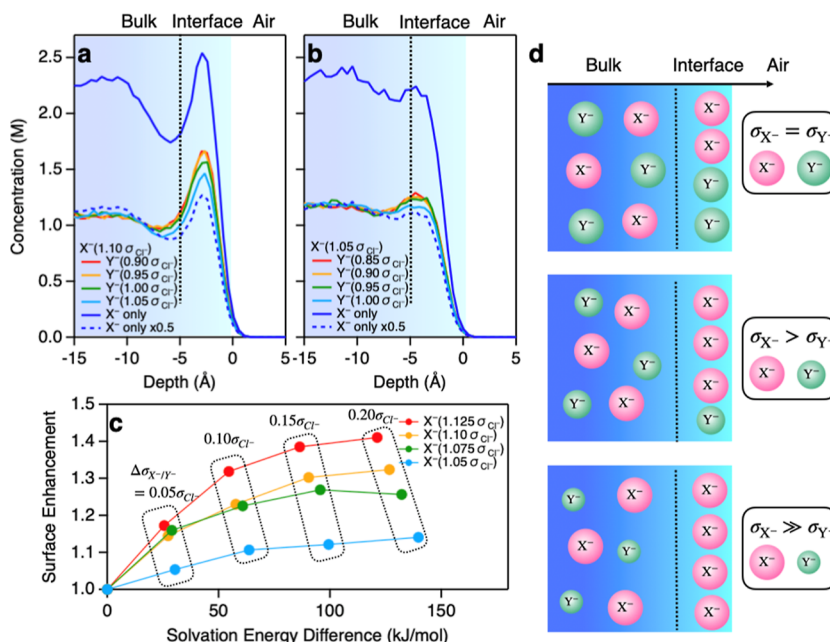 Bulk Interface Air
Bulk Interface Air
a
b
2.5
2.0
1.5
1.0
0.5
0.0
Concentration (M)
X⁻(1.10 σCl⁻)
Y⁻(0.90 σCl⁻)
Y⁻(0.95 σCl⁻)
Y⁻(1.00 σCl⁻)
Y⁻(1.05 σCl⁻)
X⁻ only
X⁻ only x0.5
X⁻(1.05 σCl⁻)
Y⁻(0.85 σCl⁻)
Y⁻(0.90 σCl⁻)
Y⁻(0.95 σCl⁻)
Y⁻(1.00 σCl⁻)
X⁻ only
X⁻ only x0.5
-15 -10 -5 0 5
-15 -10 -5 0 5
Depth (Å)
Depth (Å)
c
1.5
1.4
1.3
1.2
1.1
1.0
Surface Enhancement
ΔσX⁻/Y⁻
= 0.05σCl⁻
0.10σCl⁻
0.15σCl⁻
0.20σCl⁻
X⁻(1.125 σCl⁻)
X⁻(1.10 σCl⁻)
X⁻(1.075 σCl⁻)
X⁻(1.05 σCl⁻)
0 50 100 150
Solvation Energy Difference (kJ/mol)
d
Bulk Interface Air
Y⁻ X⁻ X⁻
X⁻
X⁻ Y⁻ Y⁻
Y⁻ X⁻ Y⁻
σX⁻ = σY⁻
X⁻ Y⁻
Y⁻ X⁻ X⁻
X⁻
X⁻ Y⁻ X⁻
Y⁻ X⁻ Y⁻
σX⁻ > σY⁻
X⁻ Y⁻
Y⁻ X⁻ X⁻
X⁻
X⁻ Y⁻ X⁻
Y⁻ X⁻ X⁻
σX⁻ ≫ σY⁻
X⁻ Y⁻